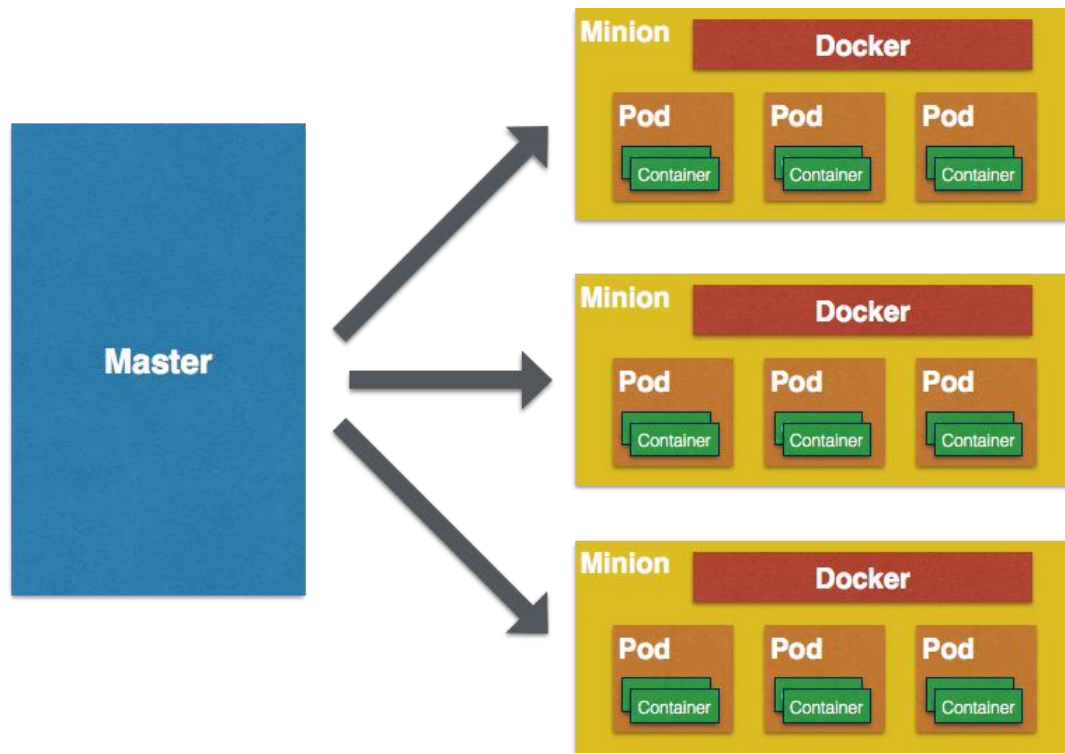 Master
Minion
Docker
Pod Pod Pod
Container Container Container
Minion
Docker
Pod Pod Pod
Container Container Container
Minion
Docker
Pod Pod Pod
Container Container Container